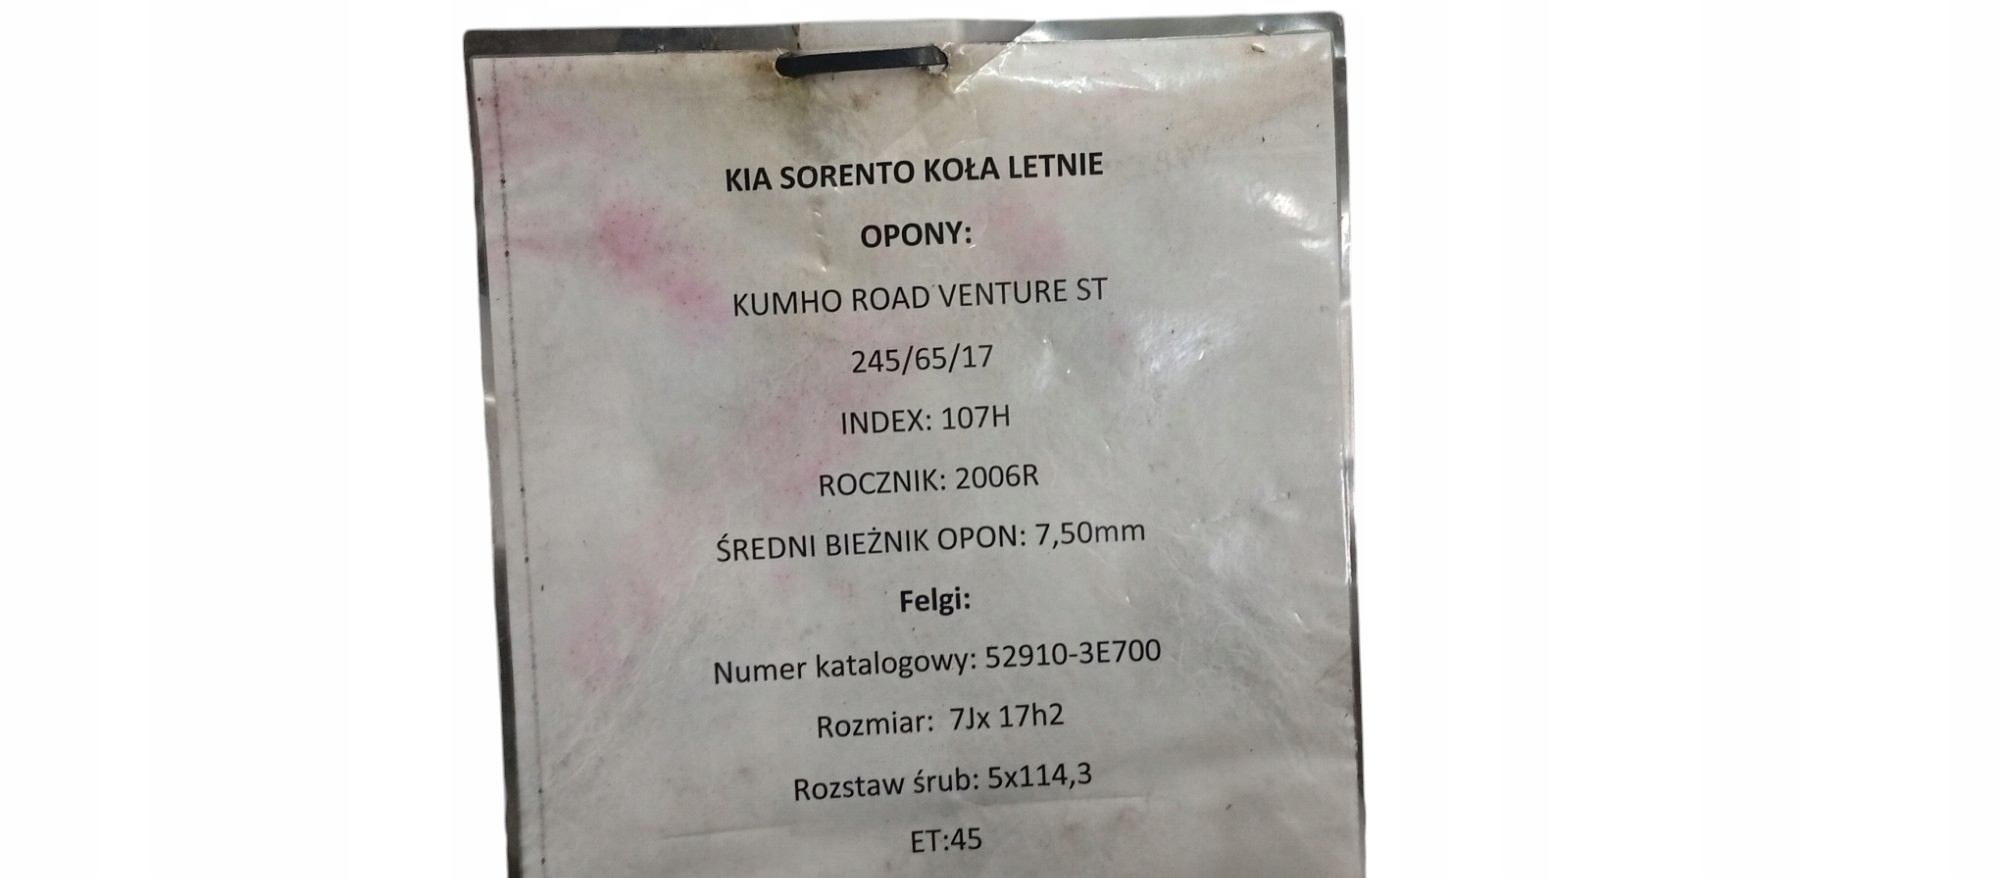 KIA SORENTO KOŁA LETNIE
OPONY:
KUMHO ROAD VENTURE ST
245/65/17
INDEX: 107H
ROCZNIK: 2006R
ŚREDNI BIEŻNIK OPON: 7,50mm
Felgi:
Numer katalogowy: 52910-3E700
Rozmiar: 7Jx 17h2
Rozstaw śrub: 5x114,3
ET:45